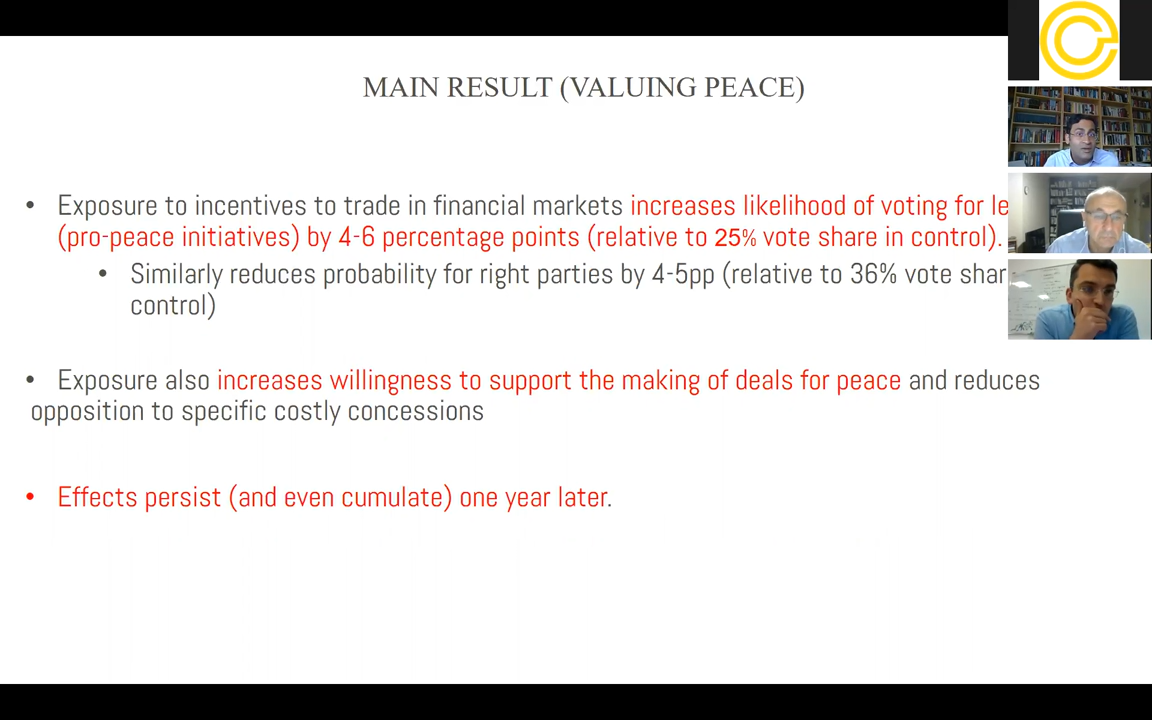 MAIN RESULT (VALUING PEACE)
• Exposure to incentives to trade in financial markets increases likelihood of voting for
(pro-peace initiatives) by 4-6 percentage points (relative to 25% vote share in control).
• Similarly reduces probability for right parties by 4-5pp (relative to 36% vote
control)
• Exposure also increases willingness to support the making of deals for peace and reduces
opposition to specific costly concessions
• Effects persist (and even cumulate) one year later.